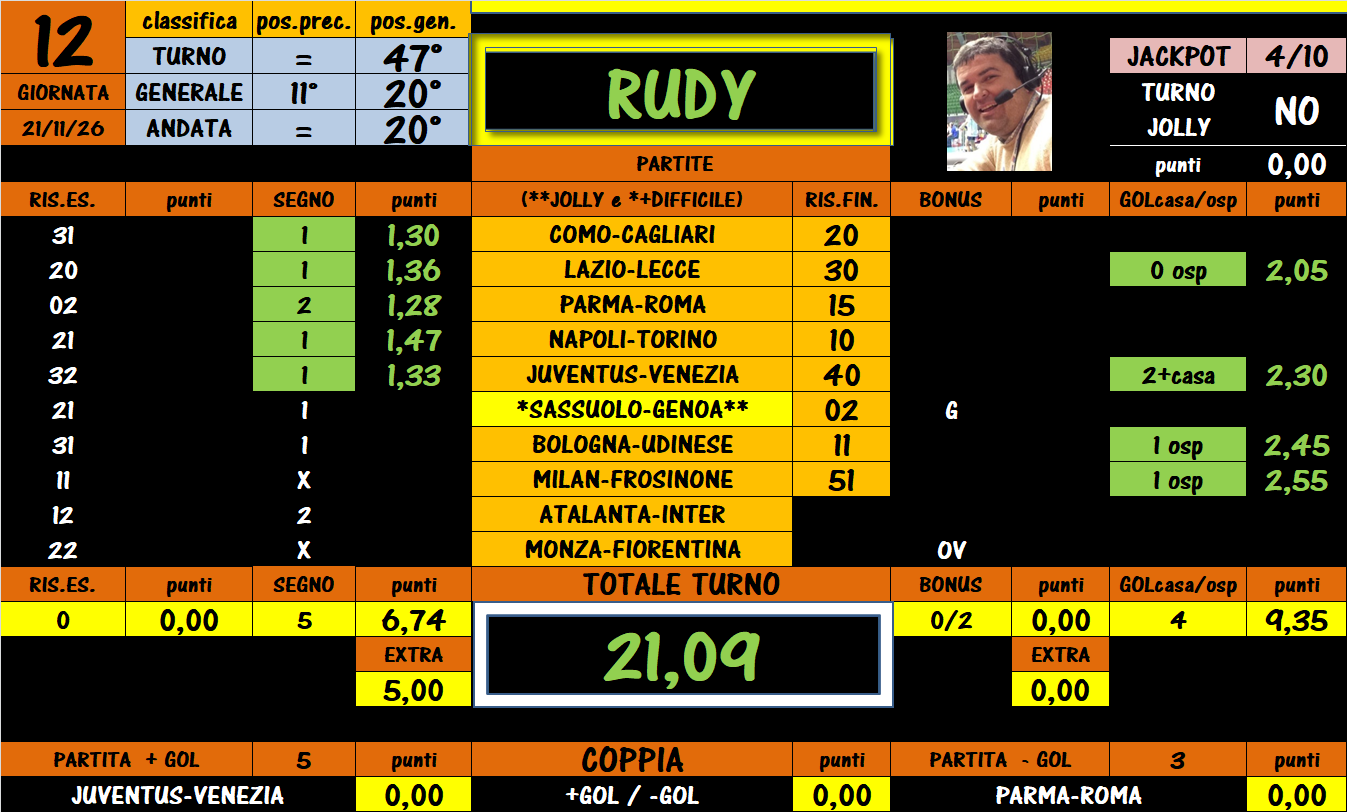 12 classifica pos.prec. pos.gen.
TURNO = 47° RUDY JACKPOT 4/10
GIORNATA GENERALE 11° 20° TURNO JOLLY NO
21/11/26 ANDATA = 20°
PARTITE punti 0,00
RIS.ES. punti SEGNO punti (**JOLLY e *+DIFFICILE) RIS.FIN. BONUS punti GOLcasa/osp punti
31 1 1,30 COMO-CAGLIARI 20
20 1 1,36 LAZIO-LECCE 30 0 osp 2,05
02 2 1,28 PARMA-ROMA 15
21 1 1,47 NAPOLI-TORINO 10
32 1 1,33 JUVENTUS-VENEZIA 40 2+casa 2,30
21 1 *SASSUOLO-GENOA** 02 G
31 1 BOLOGNA-UDINESE 11 1 osp 2,45
11 X MILAN-FROSINONE 51 1 osp 2,55
12 2 ATALANTA-INTER
22 X MONZA-FIORENTINA OV
RIS.ES. punti SEGNO punti TOTALE TURNO BONUS punti GOLcasa/osp punti
0 0,00 5 6,74 21,09 0/2 0,00 4 9,35
EXTRA EXTRA
5,00 0,00
PARTITA + GOL 5 punti COPPIA punti PARTITA - GOL 3 punti
JUVENTUS-VENEZIA 0,00 +GOL / -GOL 0,00 PARMA-ROMA 0,00